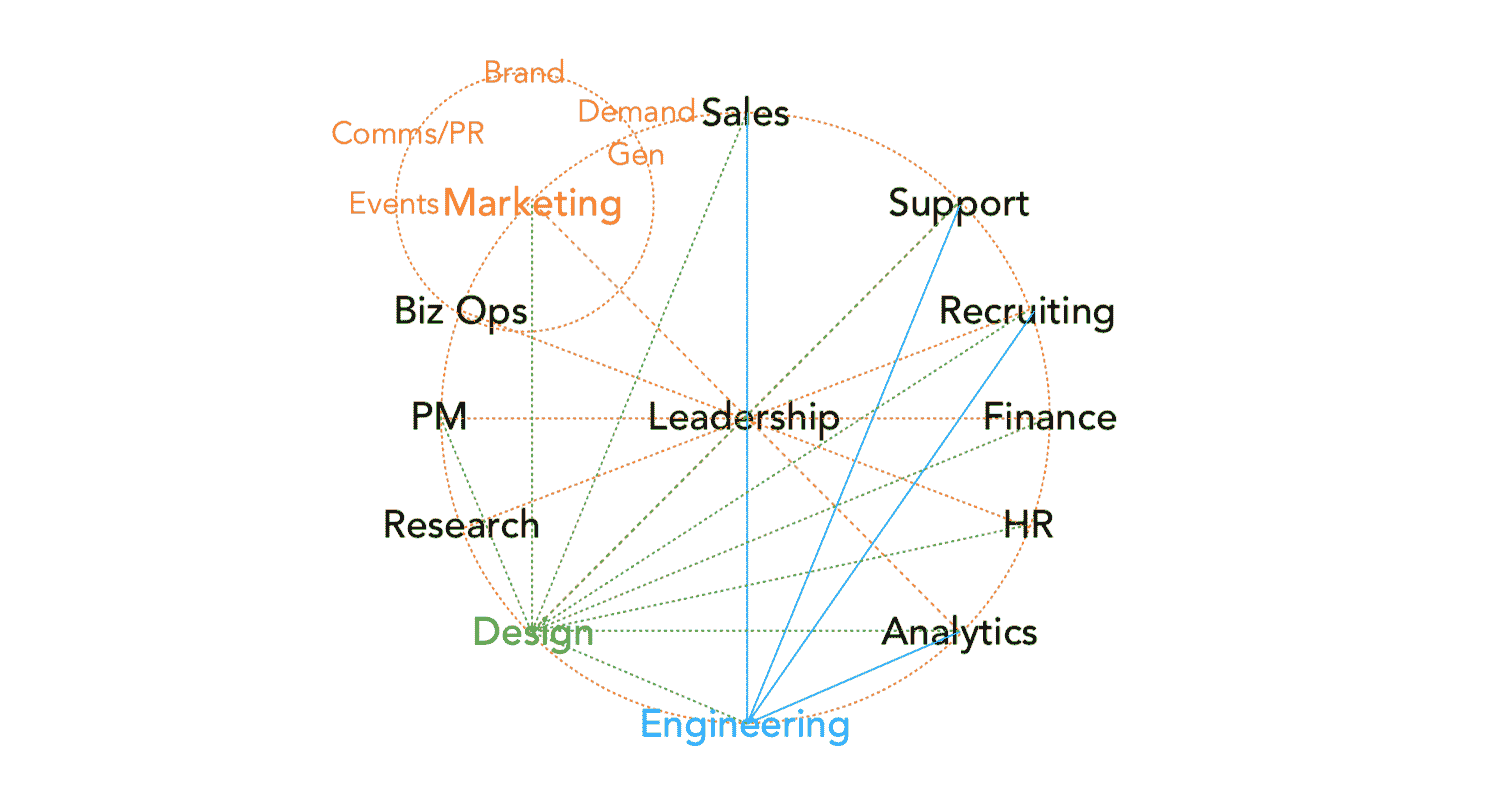 Brand
Demand
Gen
Comms/PR
Events
Marketing
Sales
Support
Biz Ops
Recruiting
PM
Leadership
Finance
Research
HR
Design
Analytics
Engineering